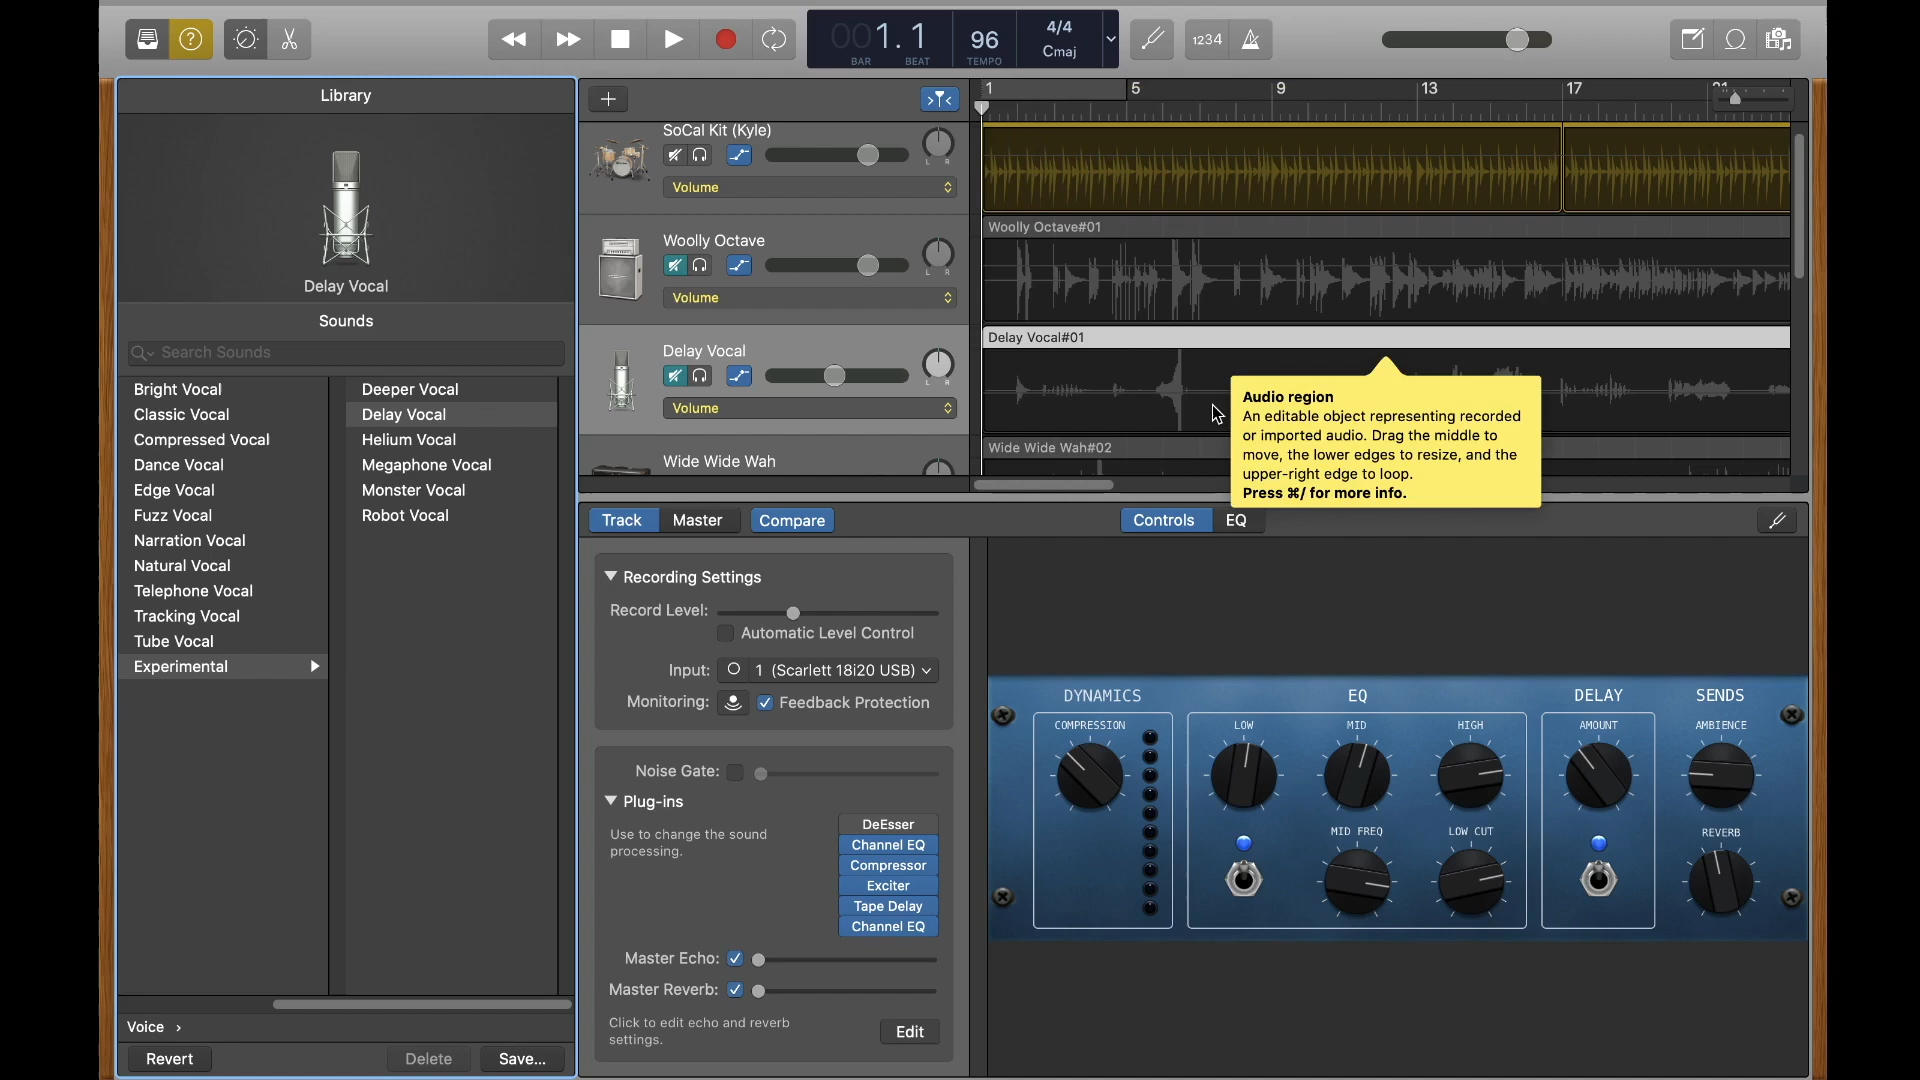 1234
001.1
BAR BEAT
96
TEMPO
4/4
Cmaj
Library
Delay Vocal
Sounds
Search Sounds
Bright Vocal
Classic Vocal
Compressed Vocal
Dance Vocal
Edge Vocal
Fuzz Vocal
Narration Vocal
Natural Vocal
Telephone Vocal
Tracking Vocal
Tube Vocal
Experimental
Deeper Vocal
Delay Vocal
Helium Vocal
Megaphone Vocal
Monster Vocal
Robot Vocal
Voice ›
Revert
Delete
Save...
1 5 9 13 17
SoCal Kit (Kyle)
L R
Volume
Woolly Octave
L R
Volume
Delay Vocal
L R
Volume
Wide Wide Wah
Woolly Octave#01
Delay Vocal#01
Wide Wide Wah#02
Audio region
An editable object representing recorded
or imported audio. Drag the middle to
move, the lower edges to resize, and the
upper-right edge to loop.
Press ⌘/ for more info.
Track Master Compare
Controls EQ
Recording Settings
Record Level:
Automatic Level Control
Input: 1 (Scarlett 18i20 USB)
Monitoring: Feedback Protection
Noise Gate:
Plug-ins
Use to change the sound
processing.
DeEsser
Channel EQ
Compressor
Exciter
Tape Delay
Channel EQ
Master Echo:
Master Reverb:
Click to edit echo and reverb
settings.
Edit
DYNAMICS
COMPRESSION
EQ
LOW MID HIGH
MID FREQ LOW CUT
DELAY
AMOUNT
SENDS
AMBIENCE
REVERB